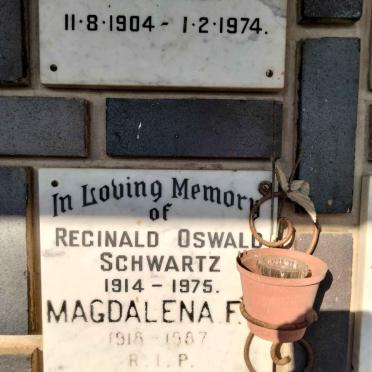 11·8·1904 - 1·2·1974.
In Loving Memory
of
REGINALD OSWALD
SCHWARTZ
1914 - 1975.
MAGDALENA F.
1918-1987
R.I.P.